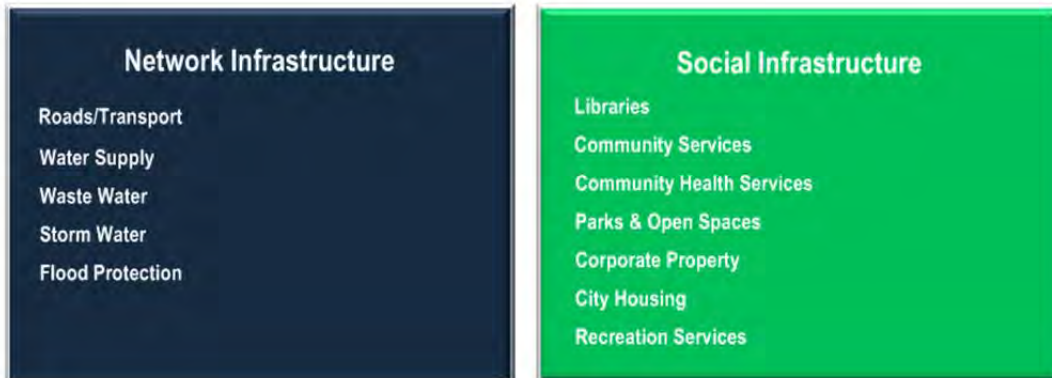 Network Infrastructure
Roads/Transport
Water Supply
Waste Water
Storm Water
Flood Protection
Social Infrastructure
Libraries
Community Services
Community Health Services
Parks & Open Spaces
Corporate Property
City Housing
Recreation Services